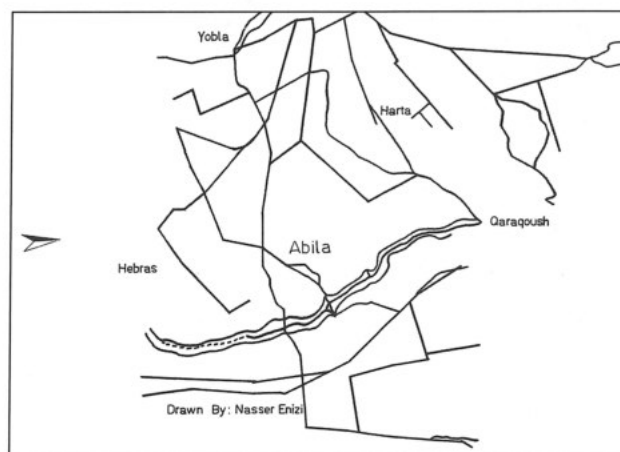 Yobla
Harta
Qaraqoush
Abila
Hebras
Drawn By: Nasser Enizi